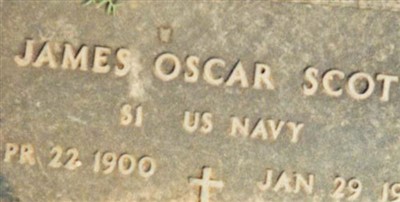 JAMES OSCAR SCOT
S1 US NAVY
PR 22 1900 JAN 29 19